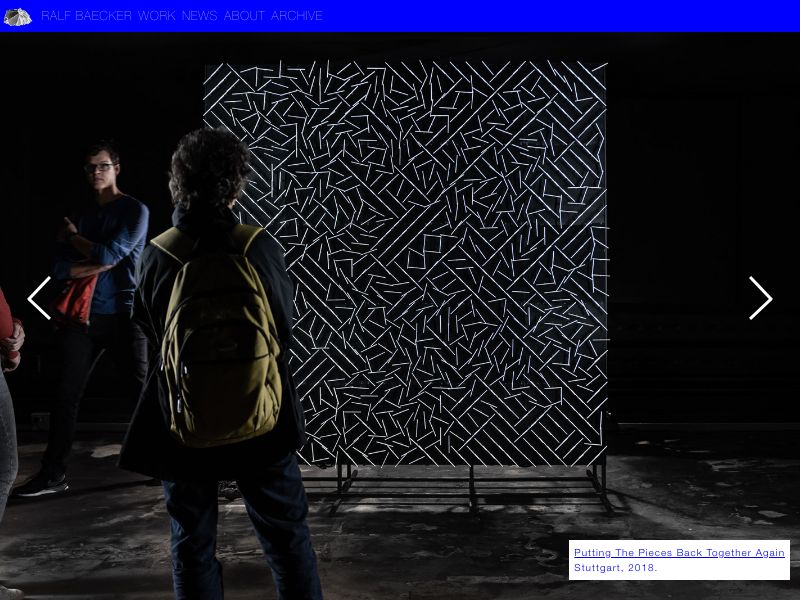 RALF BAECKER WORK NEWS ABOUT ARCHIVE
Putting The Pieces Back Together Again
Stuttgart, 2018.